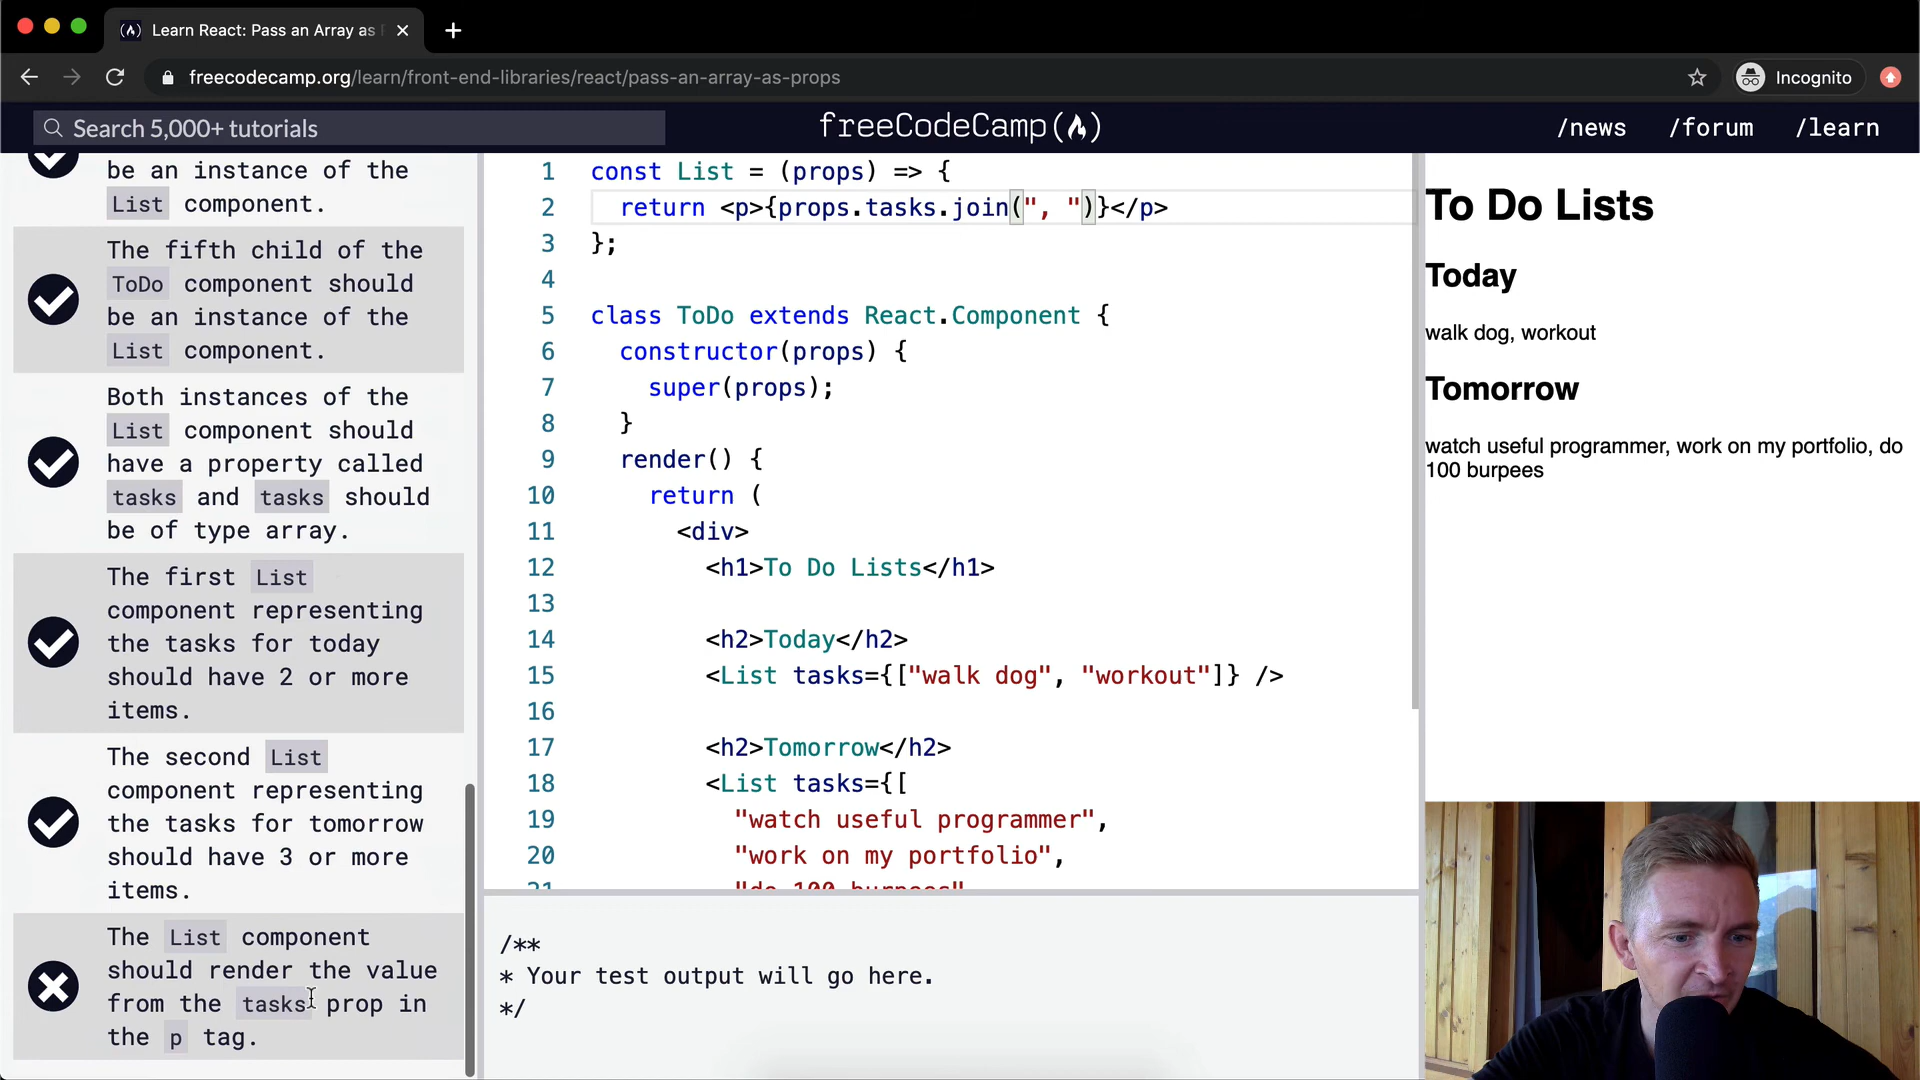 Learn React: Pass an Array as
freecodecamp.org/learn/front-end-libraries/react/pass-an-array-as-props
Incognito
Search 5,000+ tutorials
freeCodeCamp
/news /forum /learn
be an instance of the
List component.
The fifth child of the
ToDo component should
be an instance of the
List component.
Both instances of the
List component should
have a property called
tasks and tasks should
be of type array.
The first List
component representing
the tasks for today
should have 2 or more
items.
The second List
component representing
the tasks for tomorrow
should have 3 or more
items.
The List component
should render the value
from the tasks prop in
the p tag.
1 const List = (props) => {
2 return <p>{props.tasks.join(", ")}</p>
3 };
4
5 class ToDo extends React.Component {
6 constructor(props) {
7 super(props);
8 }
9 render() {
10 return (
11 <div>
12 <h1>To Do Lists</h1>
13
14 <h2>Today</h2>
15 <List tasks={["walk dog", "workout"]} />
16
17 <h2>Tomorrow</h2>
18 <List tasks={[
19 "watch useful programmer",
20 "work on my portfolio",
21 "do 100 burpees"
/**
* Your test output will go here.
*/
To Do Lists
Today
walk dog, workout
Tomorrow
watch useful programmer, work on my portfolio, do
100 burpees